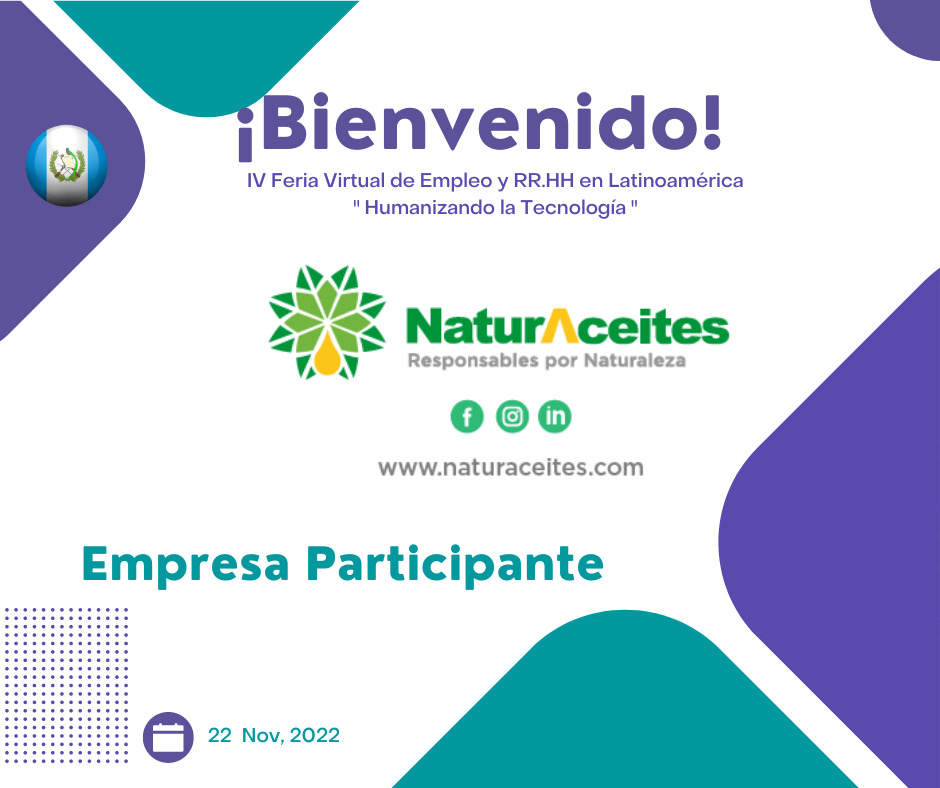 ¡Bienvenido!
IV Feria Virtual de Empleo y RR.HH en Latinoamérica
" Humanizando la Tecnología "
NaturAceites
Responsables por Naturaleza
www.naturaceites.com
Empresa Participante
22 Nov, 2022